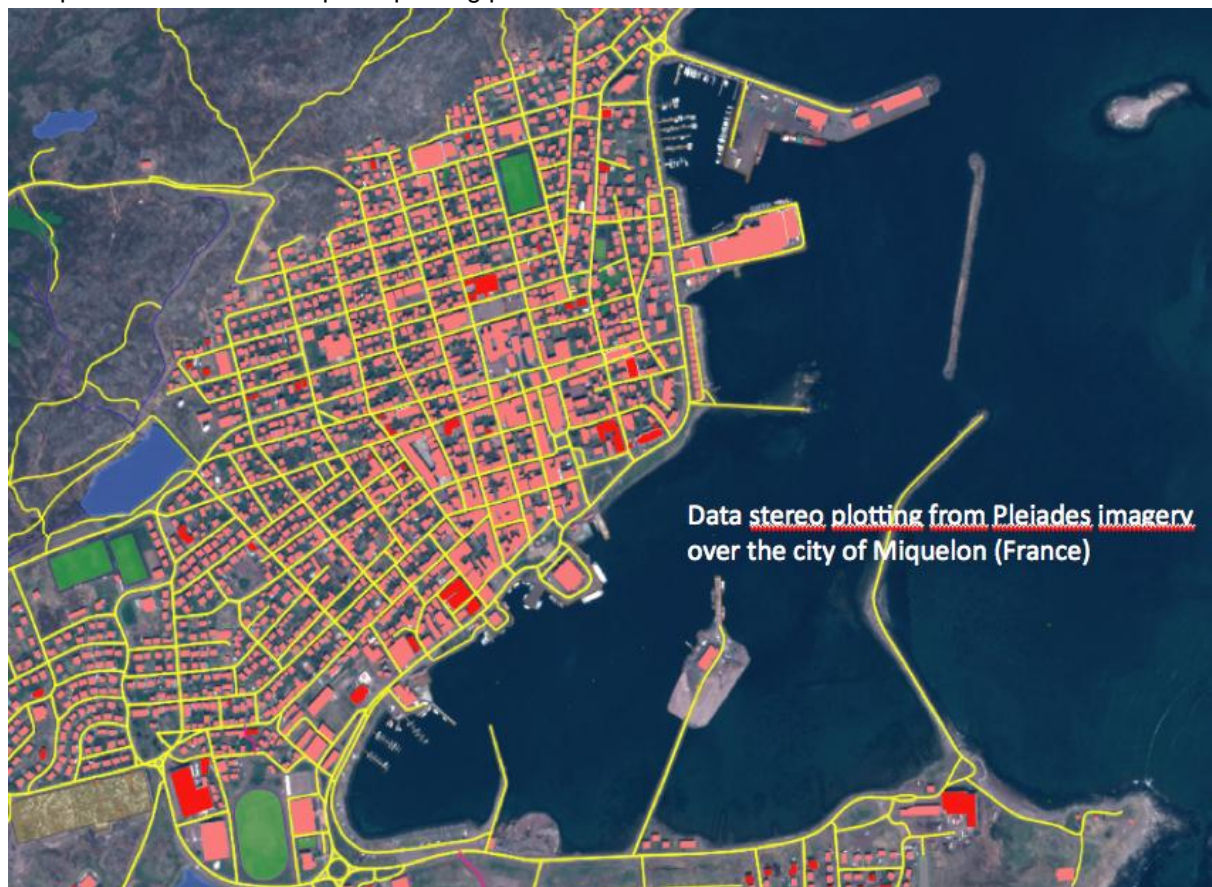 Data stereo plotting from Pleiades imagery
over the city of Miquelon (France)